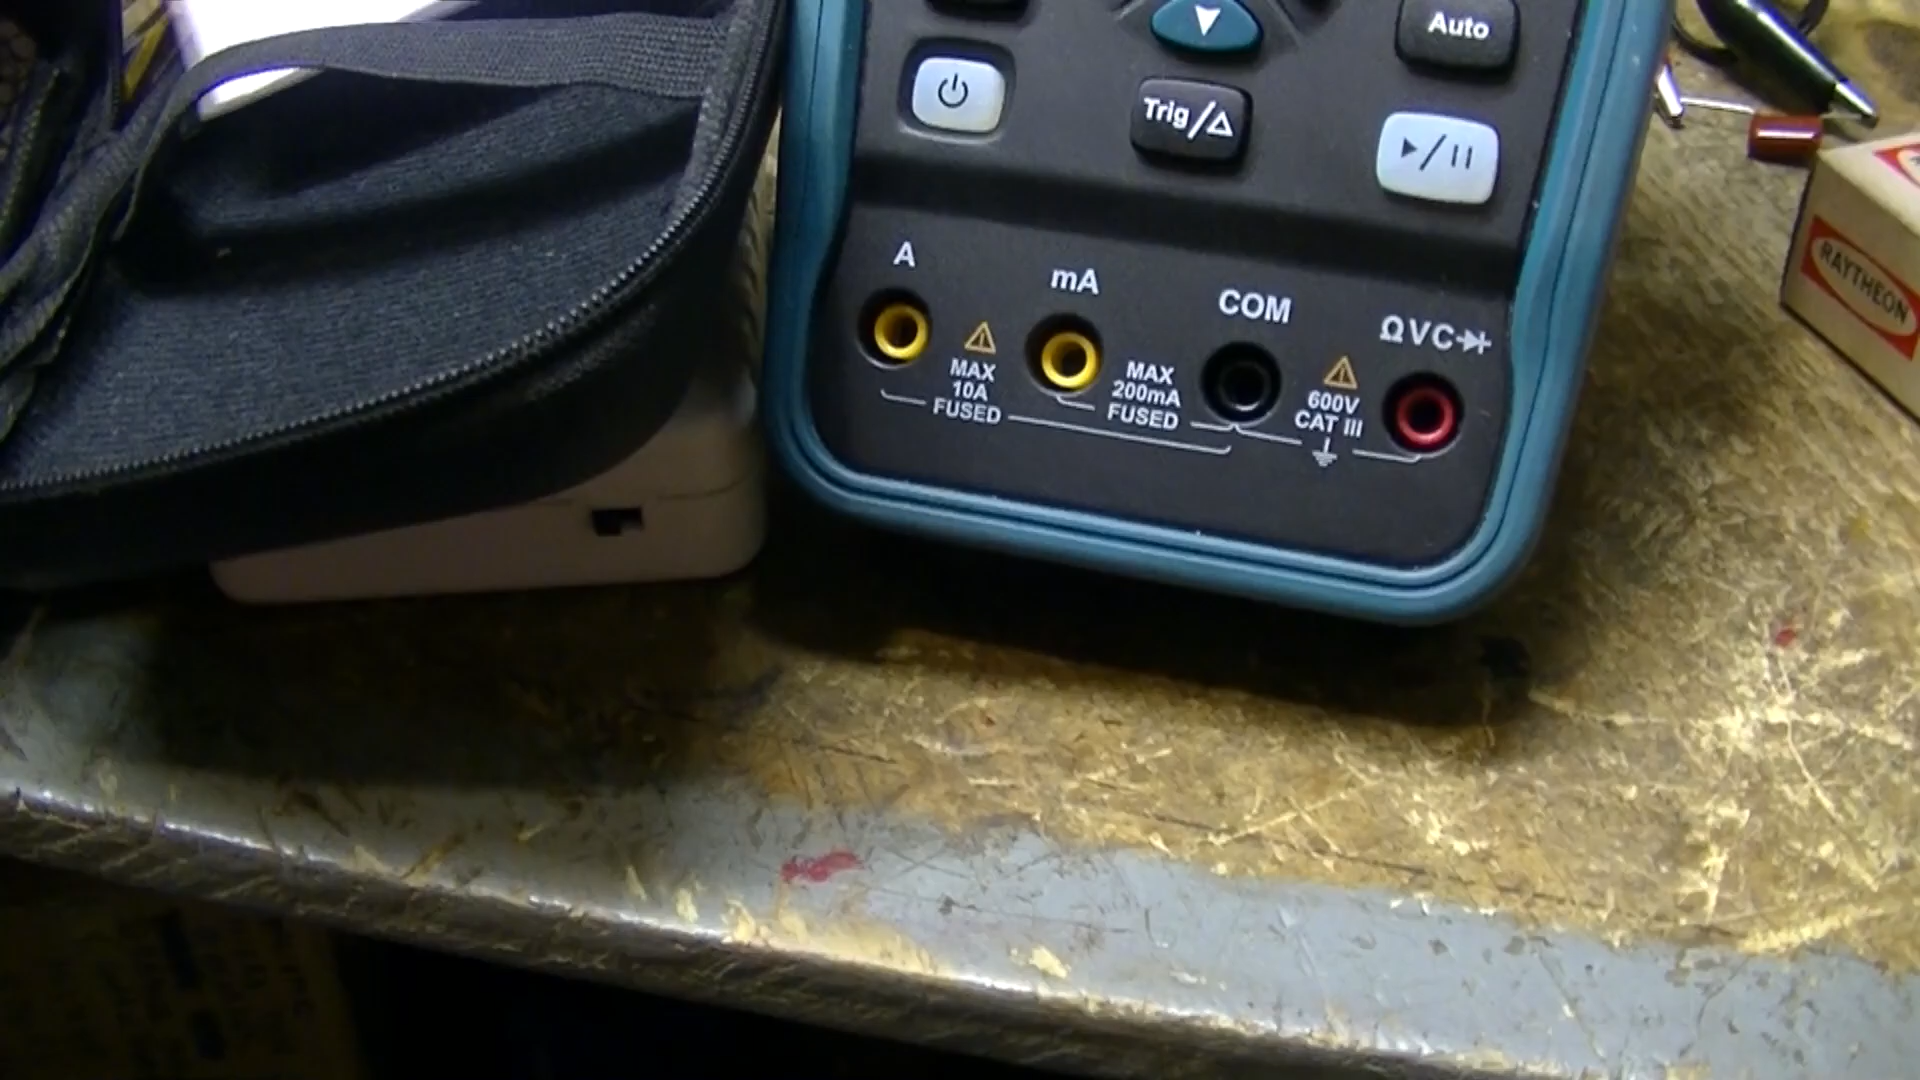 Auto
Trig/Δ
A
mA
COM
ΩVC
MAX
10A
FUSED
MAX
200mA
FUSED
600V
CAT III
RAYTHEON